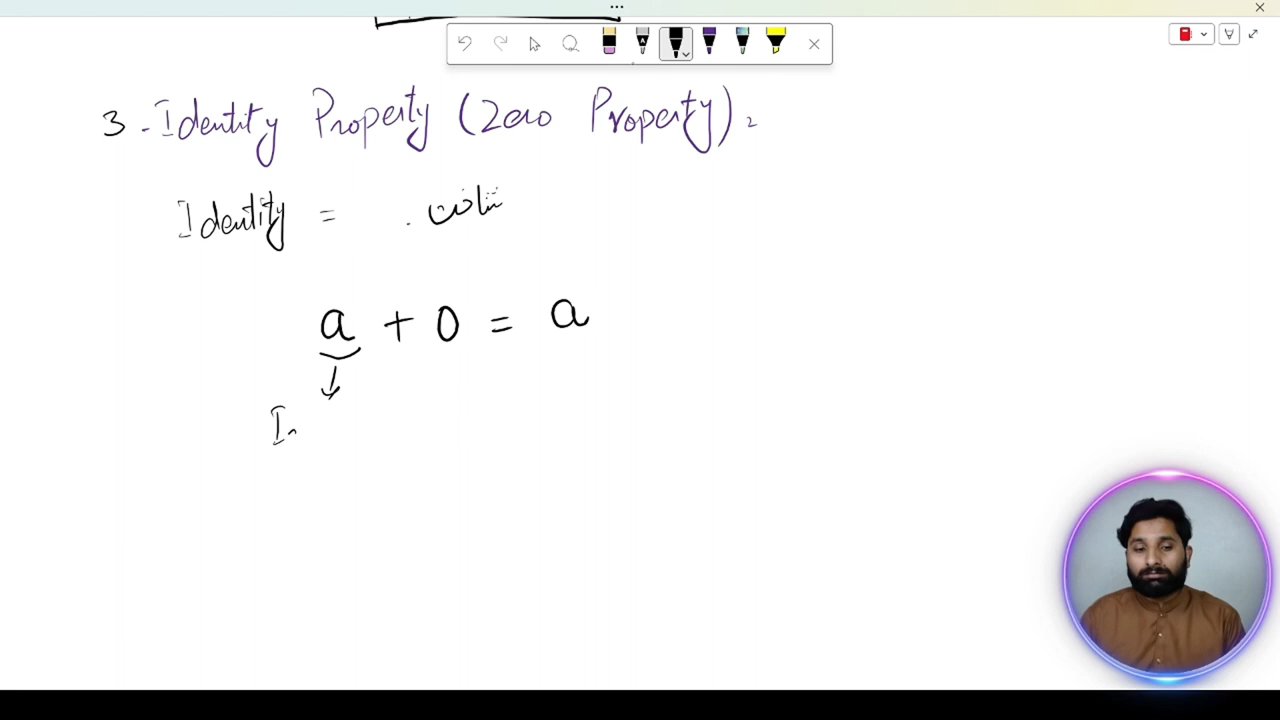 3 - Identity Property (Zero Property) :
Identity = شناخت
a + 0 = a